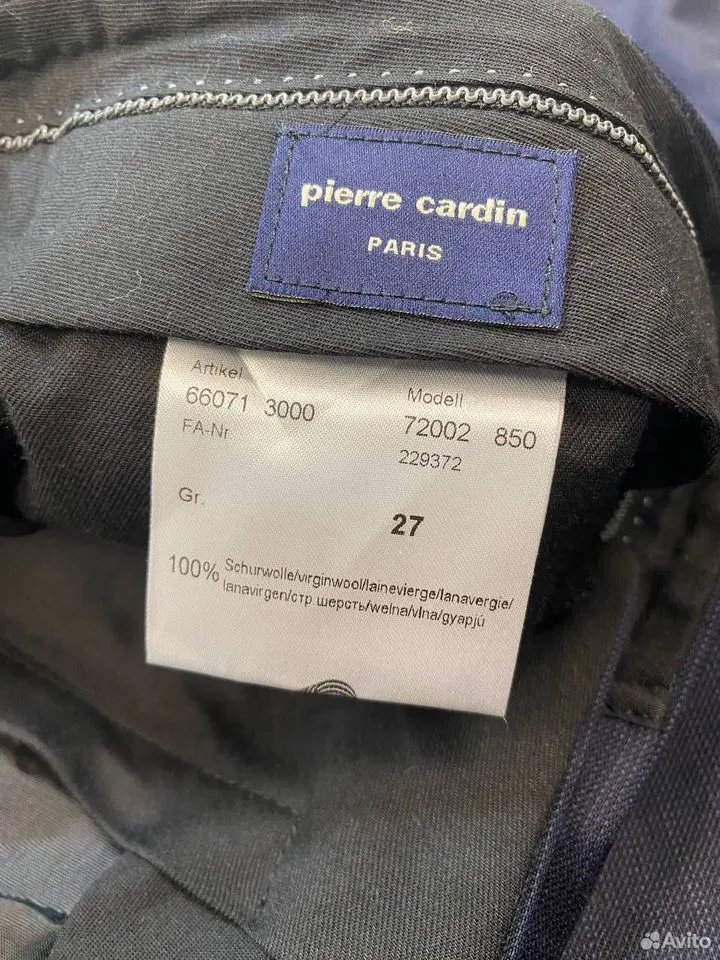 pierre cardin
PARIS
Artikel
Modell
66071 3000
72002 850
FA-Nr
229372
Gr.
27
100% Schurwolle/virginwool/lainevierge/lanavergie/
lanavirgen/стр.шерсть/wełna/vlna/gyapjú
Avito